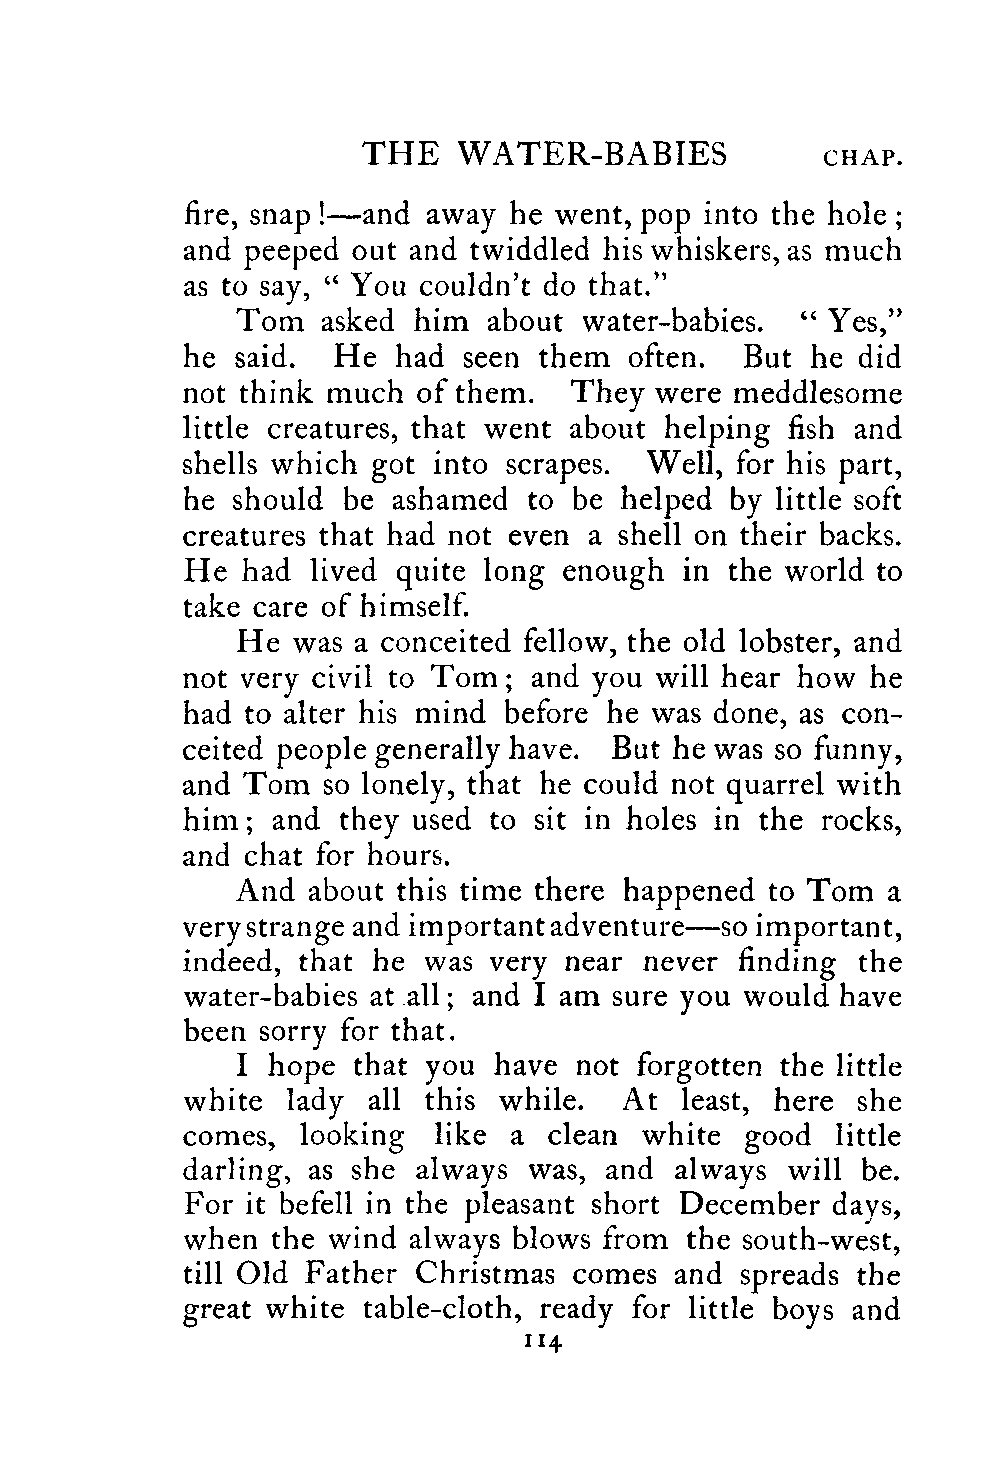 THE WATER-BABIES CHAP.
fire, snap!—and away he went, pop into the hole;
and peeped out and twiddled his whiskers, as much
as to say, “ You couldn’t do that.”
Tom asked him about water-babies. “ Yes,”
he said. He had seen them often. But he did
not think much of them. They were meddlesome
little creatures, that went about helping fish and
shells which got into scrapes. Well, for his part,
he should be ashamed to be helped by little soft
creatures that had not even a shell on their backs.
He had lived quite long enough in the world to
take care of himself.
He was a conceited fellow, the old lobster, and
not very civil to Tom; and you will hear how he
had to alter his mind before he was done, as con-
ceited people generally have. But he was so funny,
and Tom so lonely, that he could not quarrel with
him; and they used to sit in holes in the rocks,
and chat for hours.
And about this time there happened to Tom a
very strange and important adventure—so important,
indeed, that he was very near never finding the
water-babies at all; and I am sure you would have
been sorry for that.
I hope that you have not forgotten the little
white lady all this while. At least, here she
comes, looking like a clean white good little
darling, as she always was, and always will be.
For it befell in the pleasant short December days,
when the wind always blows from the south-west,
till Old Father Christmas comes and spreads the
great white table-cloth, ready for little boys and
114